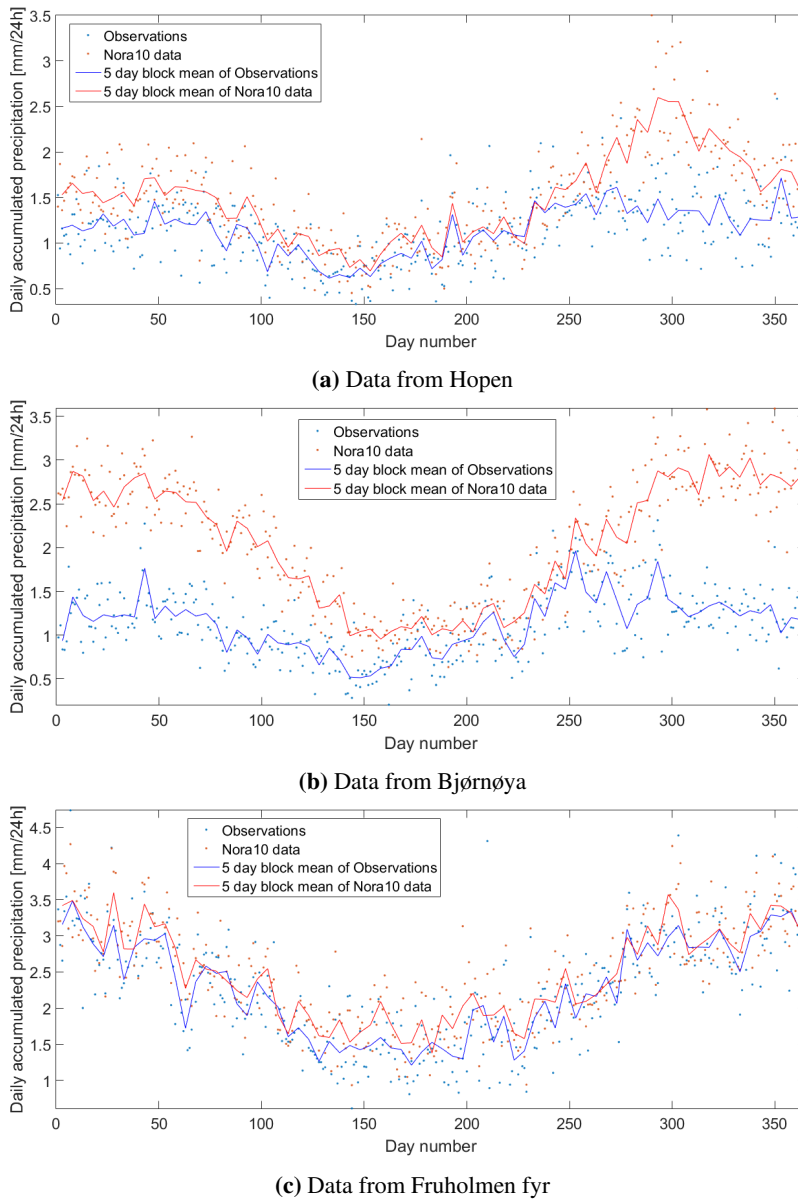 Daily accumulated precipitation [mm/24h]
3.5
3
2.5
2
1.5
1
0.5
Observations
Nora10 data
5 day block mean of Observations
5 day block mean of Nora10 data
0 50 100 150 200 250 300 350
Day number
(a) Data from Hopen
Daily accumulated precipitation [mm/24h]
3.5
3
2.5
2
1.5
1
0.5
Observations
Nora10 data
5 day block mean of Observations
5 day block mean of Nora10 data
0 50 100 150 200 250 300 350
Day number
(b) Data from Bjørnøya
Daily accumulated precipitation [mm/24h]
4.5
4
3.5
3
2.5
2
1.5
1
Observations
Nora10 data
5 day block mean of Observations
5 day block mean of Nora10 data
0 50 100 150 200 250 300 350
Day number
(c) Data from Fruholmen fyr